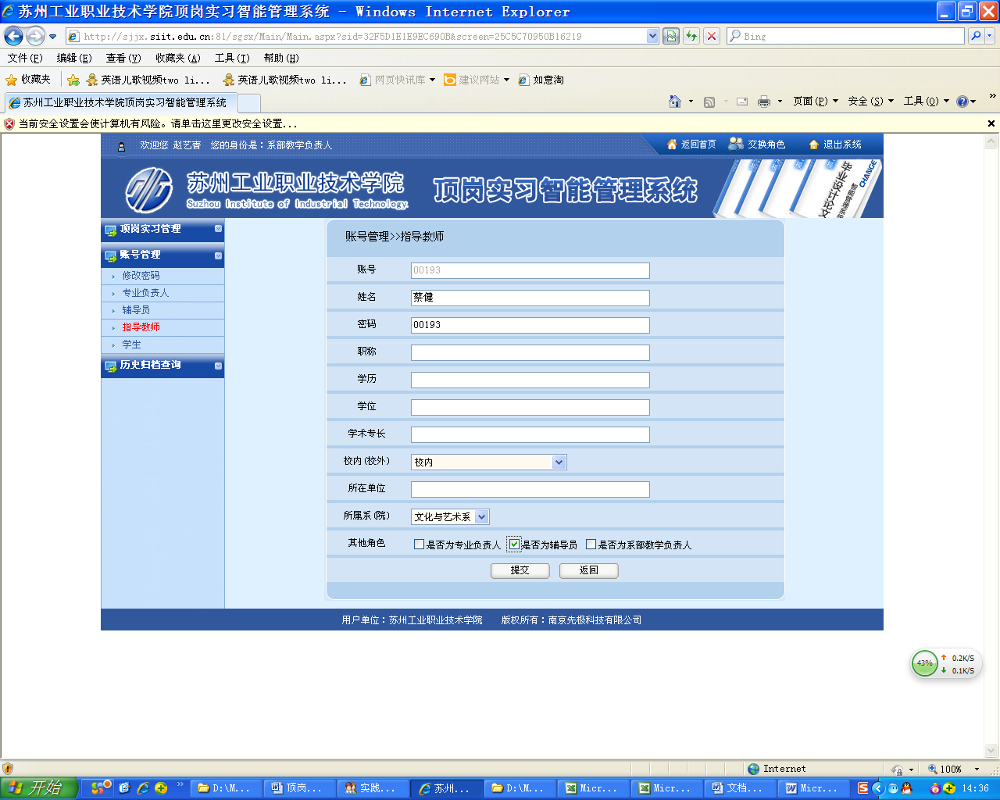 苏州工业职业技术学院顶岗实习智能管理系统 - Windows Internet Explorer
http://sjjx.siit.edu.cn:81/sgsx/Main/Main.aspx?sid=32F5D1E1E9EC690B&screen=25C5C70950B16219 Bing
文件(F) 编辑(E) 查看(V) 收藏夹(A) 工具(T) 帮助(H)
收藏夹 英语儿歌视频two li... 英语儿歌视频two li... 网页快讯库 建议网站 如意淘
苏州工业职业技术学院顶岗实习智能管理系统 页面(P) 安全(S) 工具(O) »
当前安全设置会使计算机有风险。请单击这里更改安全设置...
欢迎您 赵艺青 您的身份是：系部教学负责人 返回首页 交换角色 退出系统
苏州工业职业技术学院 顶岗实习智能管理系统
Suzhou Institute of Industrial Technology
毕业设计论文
智能管理系统
CHANGE
顶岗实习管理
账号管理
修改密码
专业负责人
辅导员
指导教师
学生
历史归档查询
账号管理>>指导教师
账号 00193
姓名 蔡健
密码 00193
职称
学历
学位
学术专长
校内(校外) 校内
所在单位
所属系(院) 文化与艺术系
其他角色 是否为专业负责人 是否为辅导员 是否为系部教学负责人
提交 返回
用户单位：苏州工业职业技术学院 版权所有：南京先极科技有限公司
43% 0.2K/S
0.1K/S
Internet 100%
开始 » D:\M... 顶岗... 实践... 苏州... D:\M... Micr... Micr... 文档... Micr... 14:36